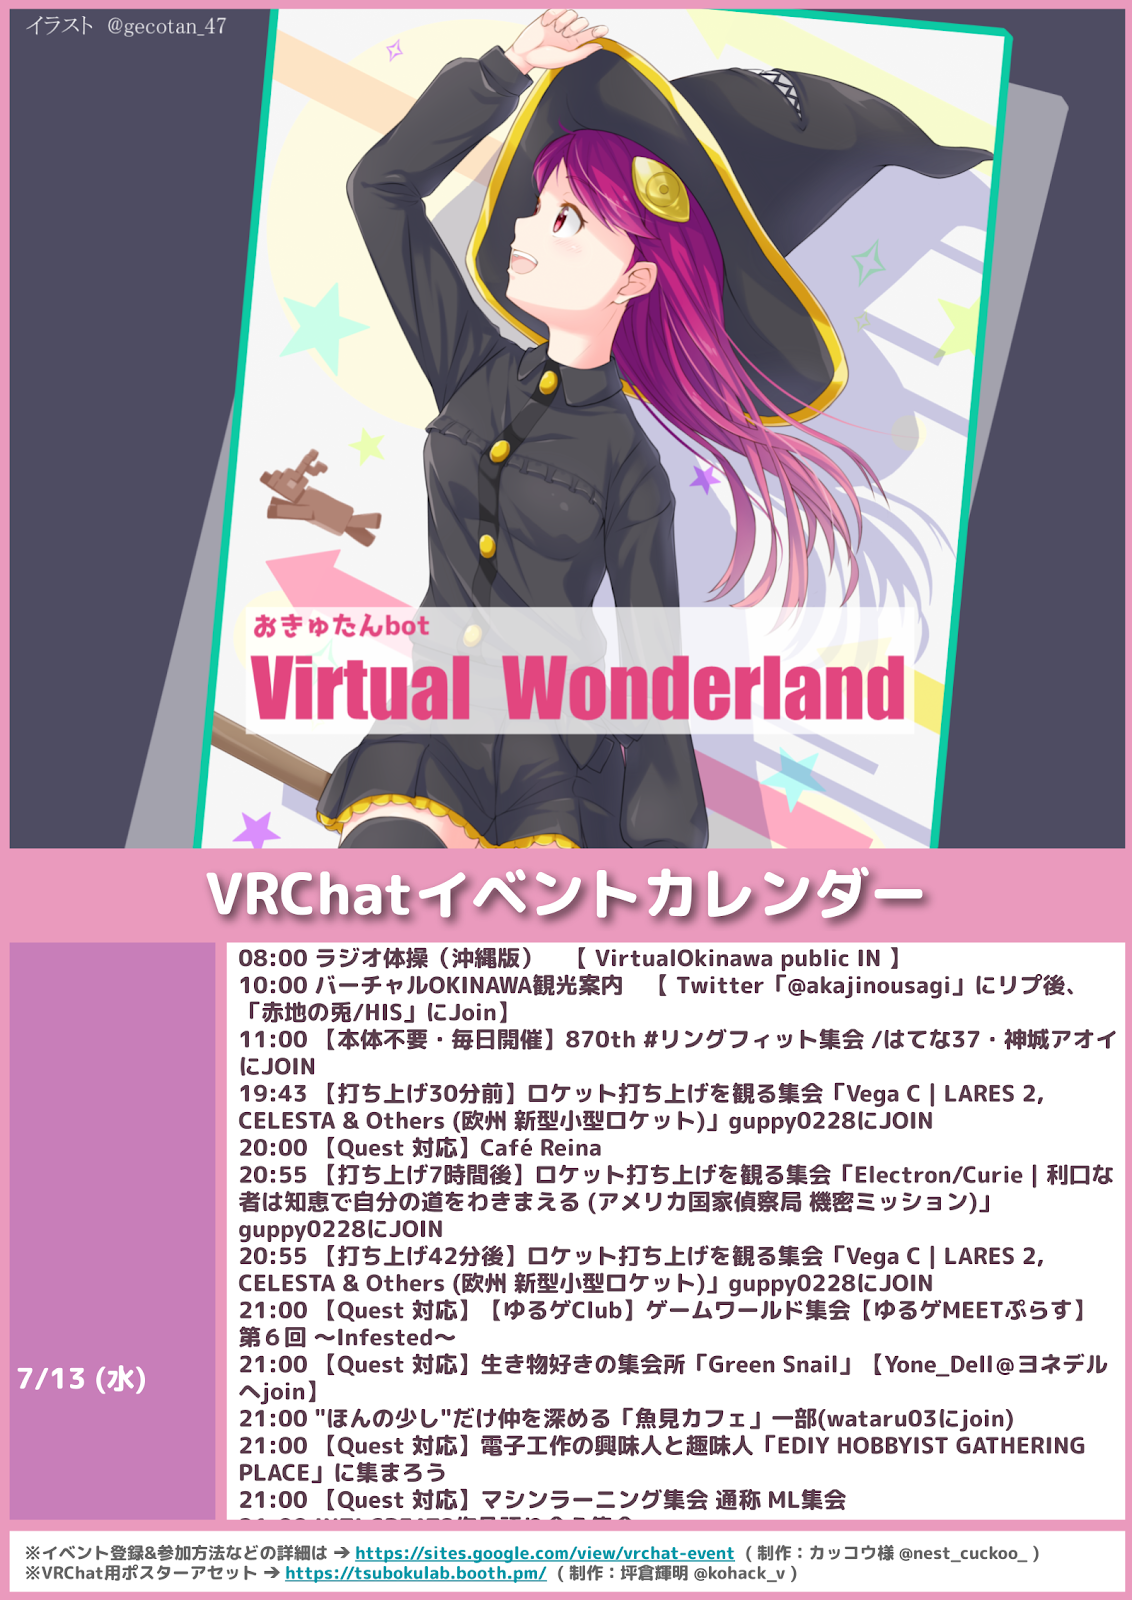 イラスト @gecotan_47
おきゅたんbot
Virtual Wonderland
VRChatイベントカレンダー
7/13 (水)
08:00 ラジオ体操（沖縄版） 【 VirtualOkinawa public IN 】
10:00 バーチャルOKINAWA観光案内 【 Twitter「@akajinousagi」にリプ後、
「赤地の兎/HIS」にJoin】
11:00 【本体不要・毎日開催】870th #リングフィット集会 /はてな37・神城アオイ
にJOIN
19:43 【打ち上げ30分前】ロケット打ち上げを観る集会「Vega C | LARES 2,
CELESTA & Others (欧州 新型小型ロケット)」guppy0228にJOIN
20:00 【Quest 対応】Café Reina
20:55 【打ち上げ7時間後】ロケット打ち上げを観る集会「Electron/Curie | 利口な
者は知恵で自分の道をわきまえる (アメリカ国家偵察局 機密ミッション)」
guppy0228にJOIN
20:55 【打ち上げ42分後】ロケット打ち上げを観る集会「Vega C | LARES 2,
CELESTA & Others (欧州 新型小型ロケット)」guppy0228にJOIN
21:00 【Quest 対応】【ゆるゲClub】ゲームワールド集会【ゆるゲMEETぷらす】
第６回 ～Infested～
21:00 【Quest 対応】生き物好きの集会所「Green Snail」【Yone_Dell＠ヨネデル
へjoin】
21:00 "ほんの少し"だけ仲を深める「魚見カフェ」一部(wataru03にjoin)
21:00 【Quest 対応】電子工作の興味人と趣味人「EDIY HOBBYIST GATHERING
PLACE」に集まろう
21:00 【Quest 対応】マシンラーニング集会 通称 ML集会
※イベント登録&参加方法などの詳細は ➔ https://sites.google.com/view/vrchat-event ( 制作：カッコウ様 @nest_cuckoo_ )
※VRChat用ポスターアセット ➔ https://tsubokulab.booth.pm/ ( 制作：坪倉輝明 @kohack_v )